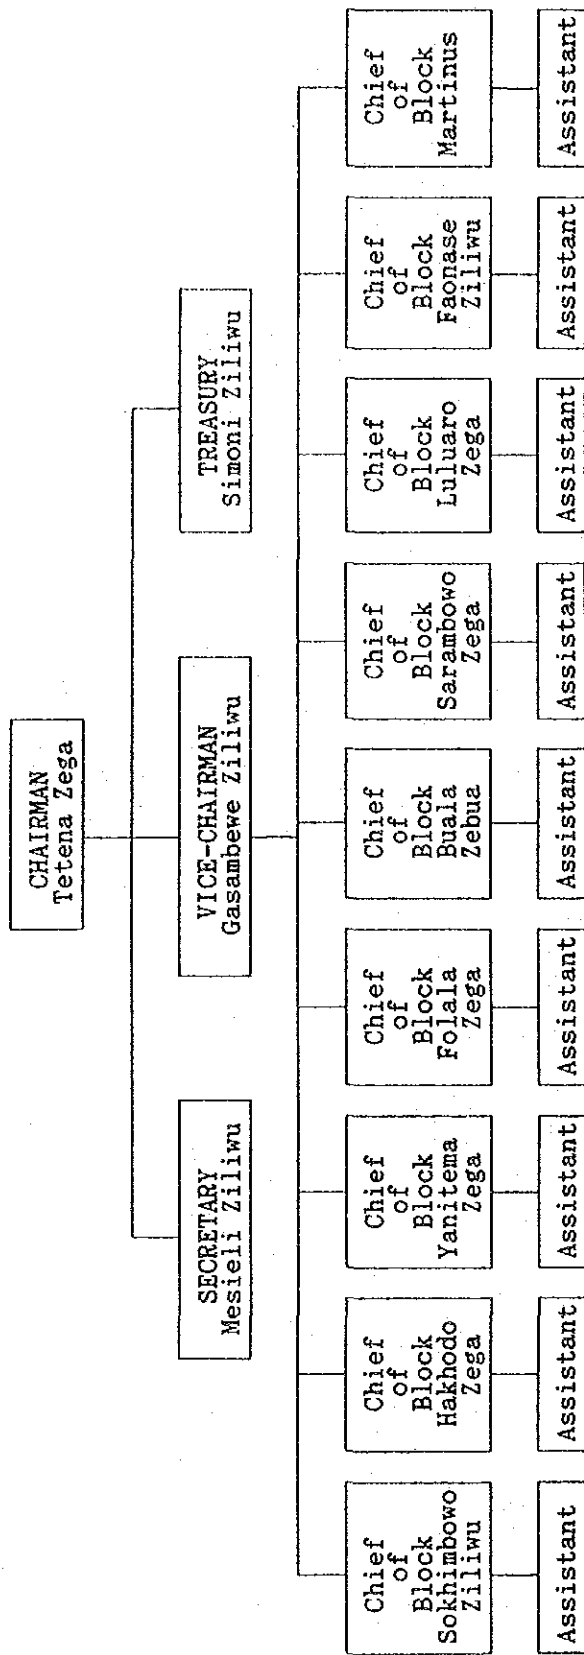 CHAIRMAN
Tetena Zega
SECRETARY
Mesieli Ziliwu
VICE-CHAIRMAN
Gasambewe Ziliwu
TREASURY
Simoni Ziliwu
Chief
of
Block
Sokhimbowo
Ziliwu
Chief
of
Block
Hakhodo
Zega
Chief
of
Block
Yanitema
Zega
Chief
of
Block
Folala
Zega
Chief
of
Block
Buala
Zebua
Chief
of
Block
Sarambowo
Zega
Chief
of
Block
Luluaro
Zega
Chief
of
Block
Faonase
Ziliwu
Chief
of
Block
Martinus
Assistant
Assistant
Assistant
Assistant
Assistant
Assistant
Assistant
Assistant
Assistant